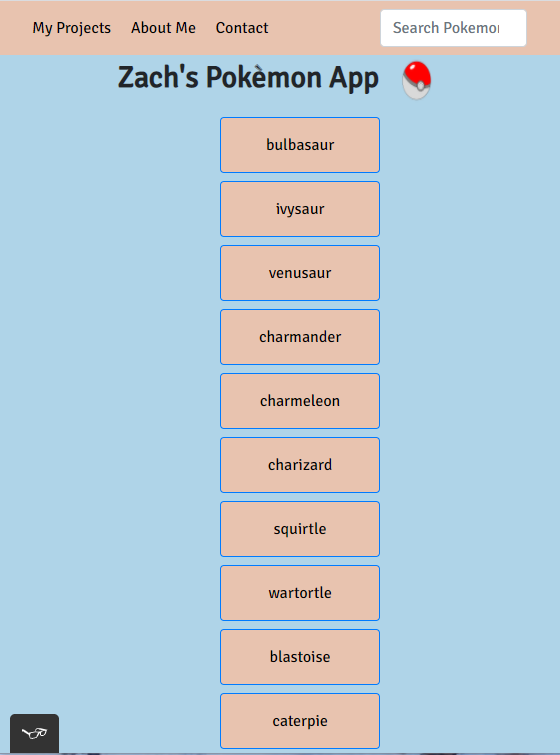 My Projects About Me Contact Search Pokemon
Zach's Pokèmon App
bulbasaur
ivysaur
venusaur
charmander
charmeleon
charizard
squirtle
wartortle
blastoise
caterpie